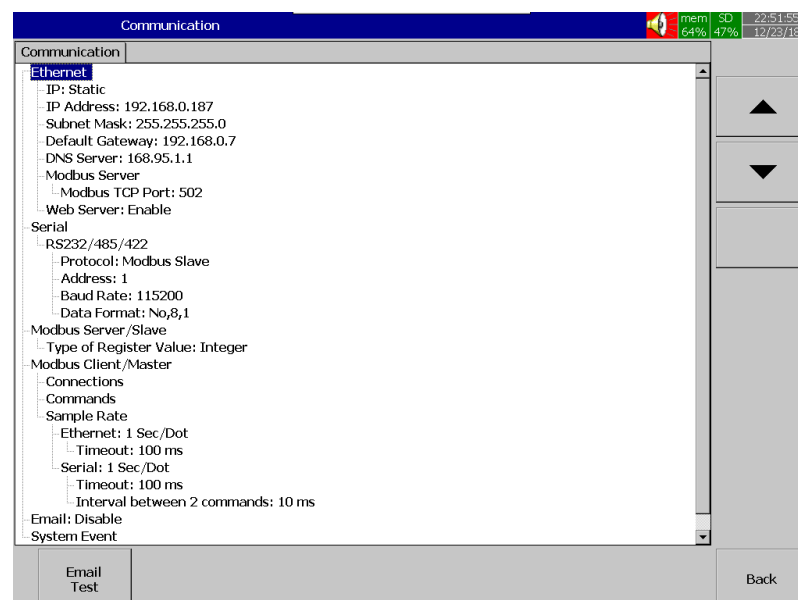 Communication
mem
64%
SD
47%
22:51:55
12/23/18
Communication
Ethernet
IP: Static
IP Address: 192.168.0.187
Subnet Mask: 255.255.255.0
Default Gateway: 192.168.0.7
DNS Server: 168.95.1.1
Modbus Server
Modbus TCP Port: 502
Web Server: Enable
Serial
RS232/485/422
Protocol: Modbus Slave
Address: 1
Baud Rate: 115200
Data Format: No,8,1
Modbus Server/Slave
Type of Register Value: Integer
Modbus Client/Master
Connections
Commands
Sample Rate
Ethernet: 1 Sec/Dot
Timeout: 100 ms
Serial: 1 Sec/Dot
Timeout: 100 ms
Interval between 2 commands: 10 ms
Email: Disable
System Event
Email
Test
Back